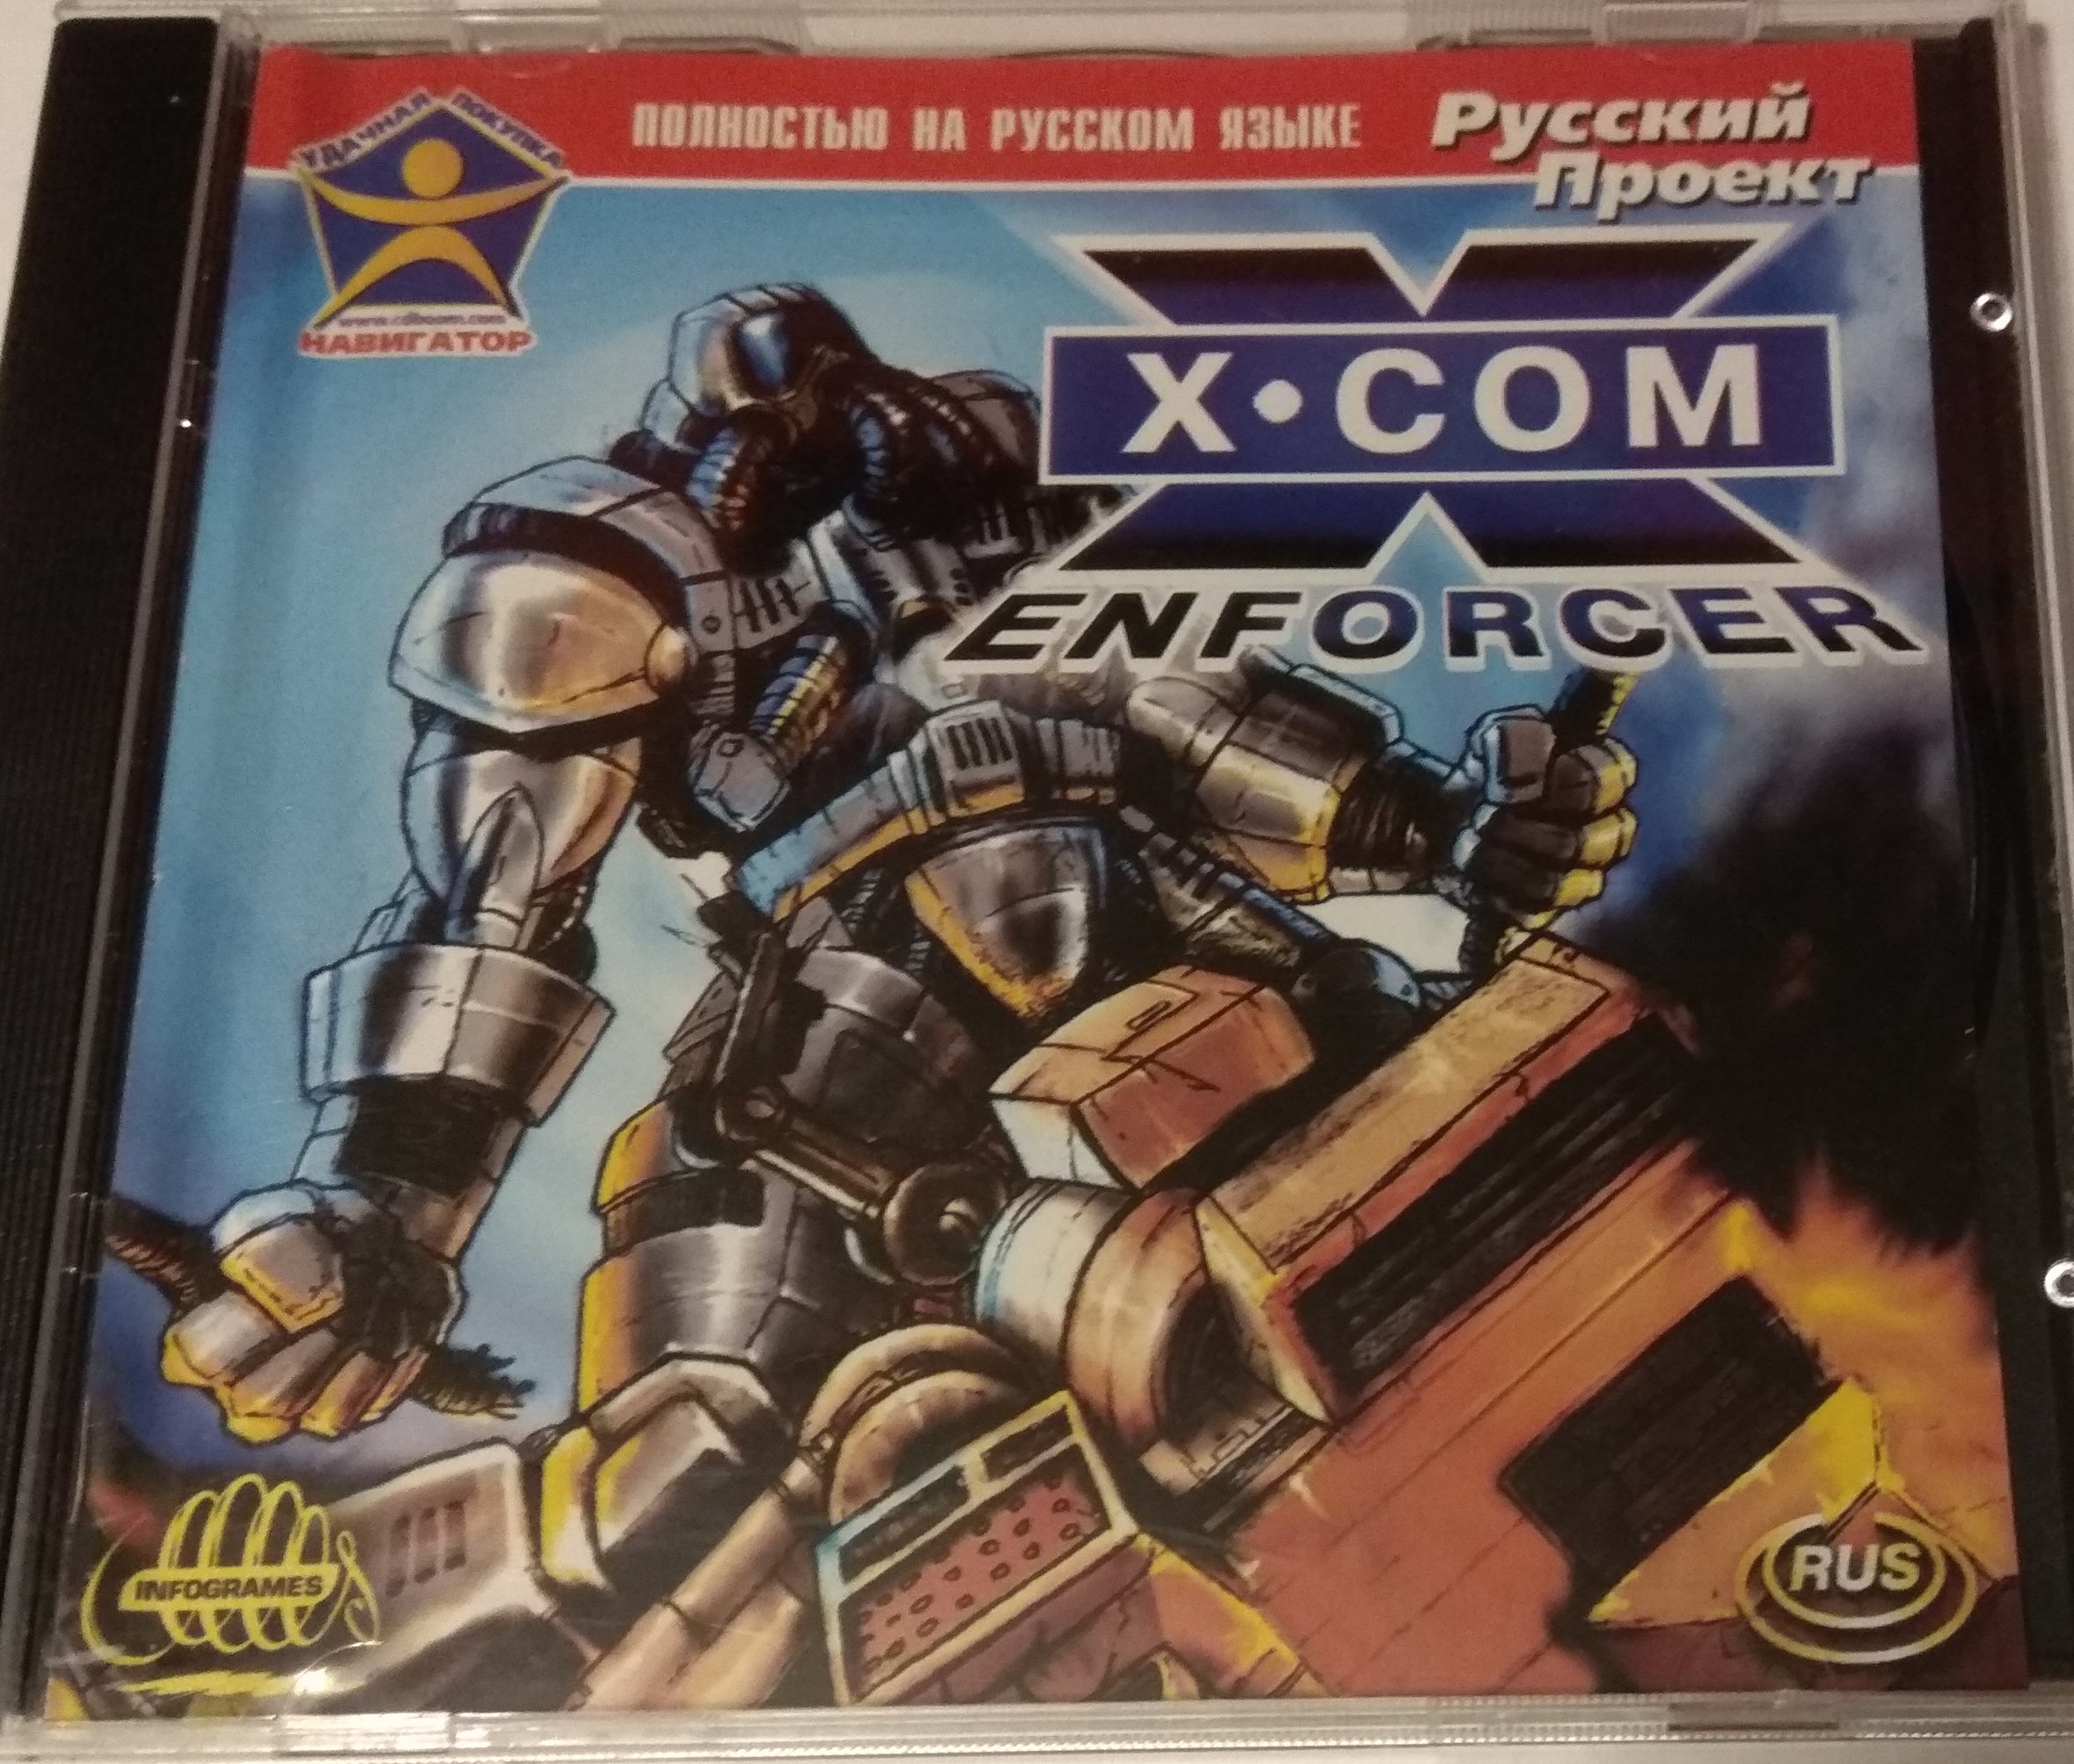 УДАЧНАЯ ПОКУПКА
ПОЛНОСТЬЮ НА РУССКОМ ЯЗЫКЕ
Русский
Проект
НАВИГАТОР
X·COM
ENFORCER
INFOGRAMES
RUS